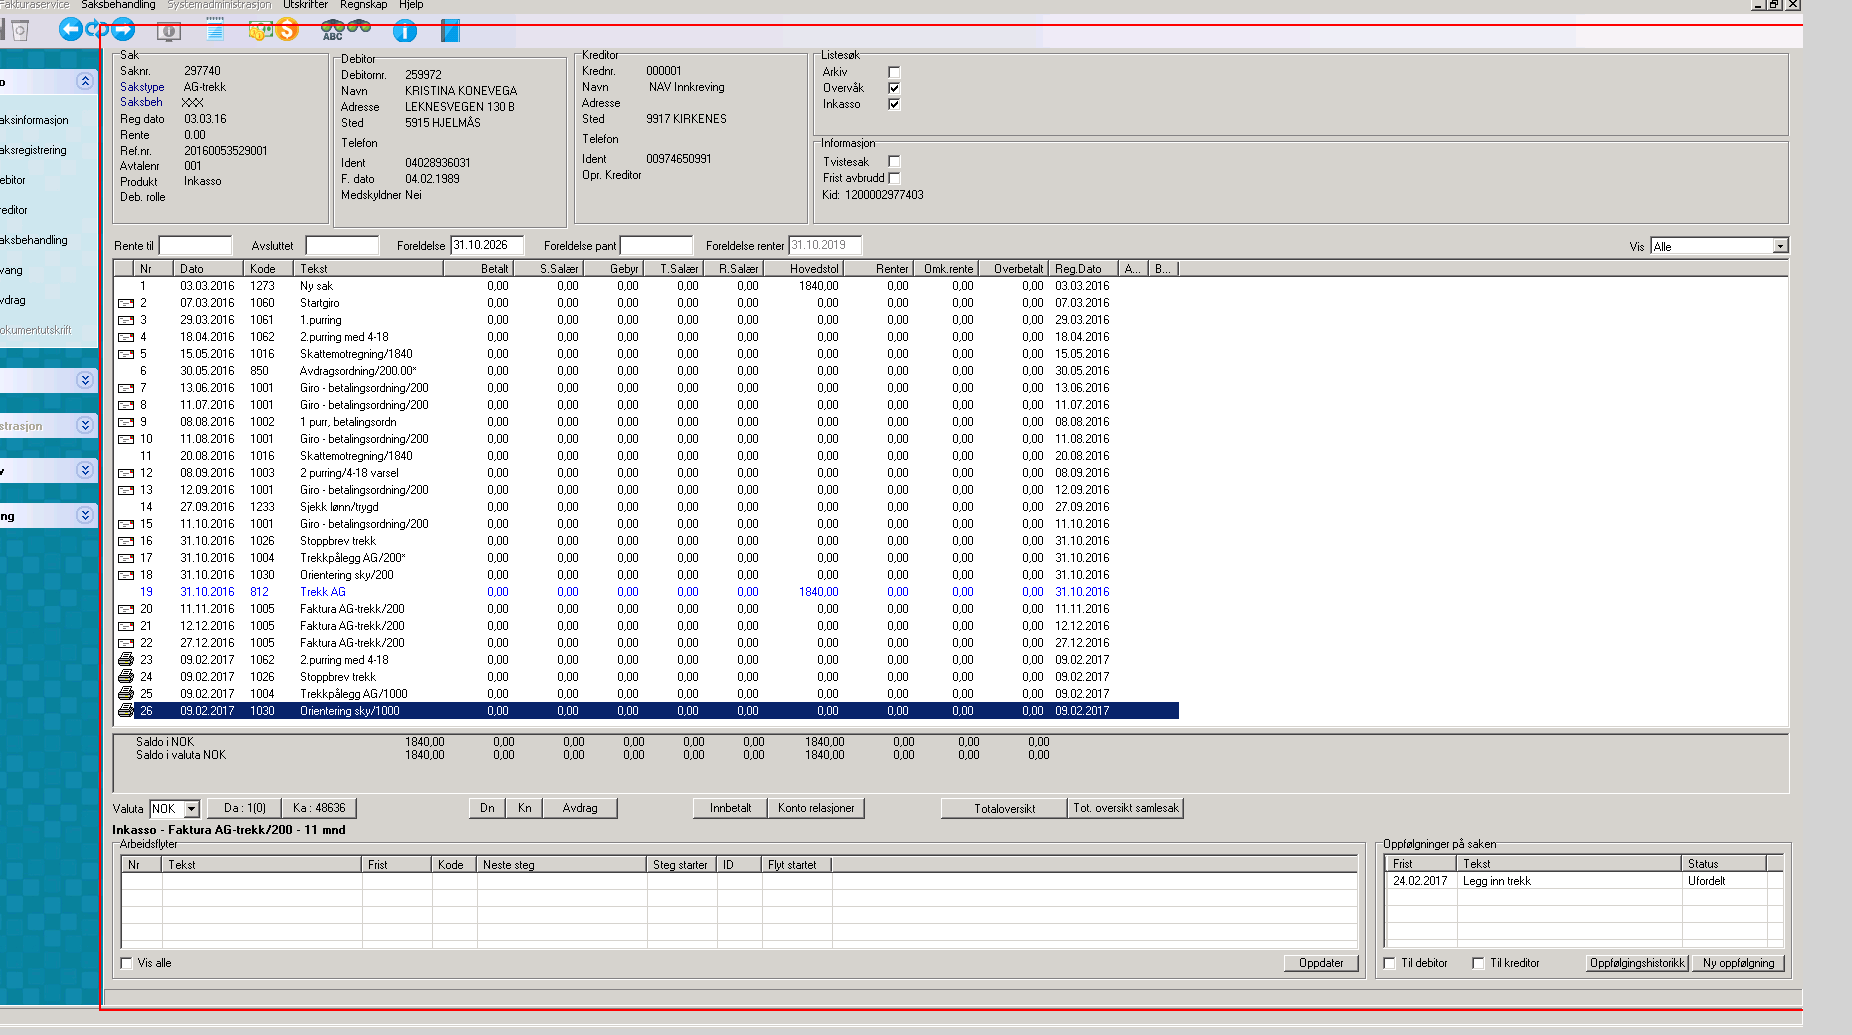 Fakturaservice Saksbehandling Systemadministrasjon Utskrifter Regnskap Hjelp
ABC
o
aksinformasjon
aksregistrering
ebitor
reditor
aksbehandling
vang
vdrag
okumentutskrift
strasjon
v
ng
Sak
Saksnr. 297740
Sakstype AG-trekk
Saksbeh XXX
Reg dato 03.03.16
Rente 0.00
Ref.nr. 20160053529001
Avtalenr 001
Produkt Inkasso
Deb. rolle
Debitor
Debitornr. 259972
Navn KRISTINA KONEVEGA
Adresse LEKNESVEGEN 130 B
Sted 5915 HJELMÅS
Telefon
Ident 04028936031
F. dato 04.02.1989
Medskyldner Nei
Kreditor
Krednr. 000001
Navn NAV Innkreving
Adresse
Sted 9917 KIRKENES
Telefon
Ident 00974650991
Opr. Kreditor
Listesøk
Arkiv
Overvåk
Inkasso
Informasjon
Tvistesak
Frist avbrudd
Kid: 1200002977403
Rente til Avsluttet Foreldelse 31.10.2026 Foreldelse pant Foreldelse renter 31.10.2019 Vis Alle
Nr Dato Kode Tekst Betalt S.Salær Gebyr T.Salær R.Salær Hovedstol Renter Omk.rente Overbetalt Reg.Dato A... B...
1 03.03.2016 1273 Ny sak 0,00 0,00 0,00 0,00 0,00 1840,00 0,00 0,00 0,00 03.03.2016
2 07.03.2016 1060 Startgiro 0,00 0,00 0,00 0,00 0,00 0,00 0,00 0,00 0,00 07.03.2016
3 29.03.2016 1061 1.purring 0,00 0,00 0,00 0,00 0,00 0,00 0,00 0,00 0,00 29.03.2016
4 18.04.2016 1062 2.purring med 4-18 0,00 0,00 0,00 0,00 0,00 0,00 0,00 0,00 0,00 18.04.2016
5 15.05.2016 1016 Skattemotregning/1840 0,00 0,00 0,00 0,00 0,00 0,00 0,00 0,00 0,00 15.05.2016
6 30.05.2016 850 Avdragsordning/200.00* 0,00 0,00 0,00 0,00 0,00 0,00 0,00 0,00 0,00 30.05.2016
7 13.06.2016 1001 Giro - betalingsordning/200 0,00 0,00 0,00 0,00 0,00 0,00 0,00 0,00 0,00 13.06.2016
8 11.07.2016 1001 Giro - betalingsordning/200 0,00 0,00 0,00 0,00 0,00 0,00 0,00 0,00 0,00 11.07.2016
9 08.08.2016 1002 1 purr, betalingsordn 0,00 0,00 0,00 0,00 0,00 0,00 0,00 0,00 0,00 08.08.2016
10 11.08.2016 1001 Giro - betalingsordning/200 0,00 0,00 0,00 0,00 0,00 0,00 0,00 0,00 0,00 11.08.2016
11 20.08.2016 1016 Skattemotregning/1840 0,00 0,00 0,00 0,00 0,00 0,00 0,00 0,00 0,00 20.08.2016
12 08.09.2016 1003 2 purring/4-18 varsel 0,00 0,00 0,00 0,00 0,00 0,00 0,00 0,00 0,00 08.09.2016
13 12.09.2016 1001 Giro - betalingsordning/200 0,00 0,00 0,00 0,00 0,00 0,00 0,00 0,00 0,00 12.09.2016
14 27.09.2016 1233 Sjekk lønn/trygd 0,00 0,00 0,00 0,00 0,00 0,00 0,00 0,00 0,00 27.09.2016
15 11.10.2016 1001 Giro - betalingsordning/200 0,00 0,00 0,00 0,00 0,00 0,00 0,00 0,00 0,00 11.10.2016
16 31.10.2016 1026 Stoppbrev trekk 0,00 0,00 0,00 0,00 0,00 0,00 0,00 0,00 0,00 31.10.2016
17 31.10.2016 1004 Trekkpålegg AG/200* 0,00 0,00 0,00 0,00 0,00 0,00 0,00 0,00 0,00 31.10.2016
18 31.10.2016 1030 Orientering sky/200 0,00 0,00 0,00 0,00 0,00 0,00 0,00 0,00 0,00 31.10.2016
19 31.10.2016 812 Trekk AG 0,00 0,00 0,00 0,00 0,00 1840,00 0,00 0,00 0,00 31.10.2016
20 11.11.2016 1005 Faktura AG-trekk/200 0,00 0,00 0,00 0,00 0,00 0,00 0,00 0,00 0,00 11.11.2016
21 12.12.2016 1005 Faktura AG-trekk/200 0,00 0,00 0,00 0,00 0,00 0,00 0,00 0,00 0,00 12.12.2016
22 27.12.2016 1005 Faktura AG-trekk/200 0,00 0,00 0,00 0,00 0,00 0,00 0,00 0,00 0,00 27.12.2016
23 09.02.2017 1062 2.purring med 4-18 0,00 0,00 0,00 0,00 0,00 0,00 0,00 0,00 0,00 09.02.2017
24 09.02.2017 1026 Stoppbrev trekk 0,00 0,00 0,00 0,00 0,00 0,00 0,00 0,00 0,00 09.02.2017
25 09.02.2017 1004 Trekkpålegg AG/1000 0,00 0,00 0,00 0,00 0,00 0,00 0,00 0,00 0,00 09.02.2017
26 09.02.2017 1030 Orientering sky/1000 0,00 0,00 0,00 0,00 0,00 0,00 0,00 0,00 0,00 09.02.2017
Saldo i NOK 1840,00 0,00 0,00 0,00 0,00 1840,00 0,00 0,00 0,00
Saldo i valuta NOK 1840,00 0,00 0,00 0,00 0,00 1840,00 0,00 0,00 0,00
Valuta NOK Da : 1(0) Ka : 48636 Dn Kn Avdrag Innbetalt Konto relasjoner Totaloversikt Tot. oversikt samlesak
Inkasso - Faktura AG-trekk/200 - 11 mnd
Arbeidsflyter
Nr Tekst Frist Kode Neste steg Steg starter ID Flyt startet
Vis alle Oppdater
Oppfølgninger på saken
Frist Tekst Status
24.02.2017 Legg inn trekk Ufordelt
Til debitor Til kreditor Oppfølgingshistorikk Ny oppfølgning